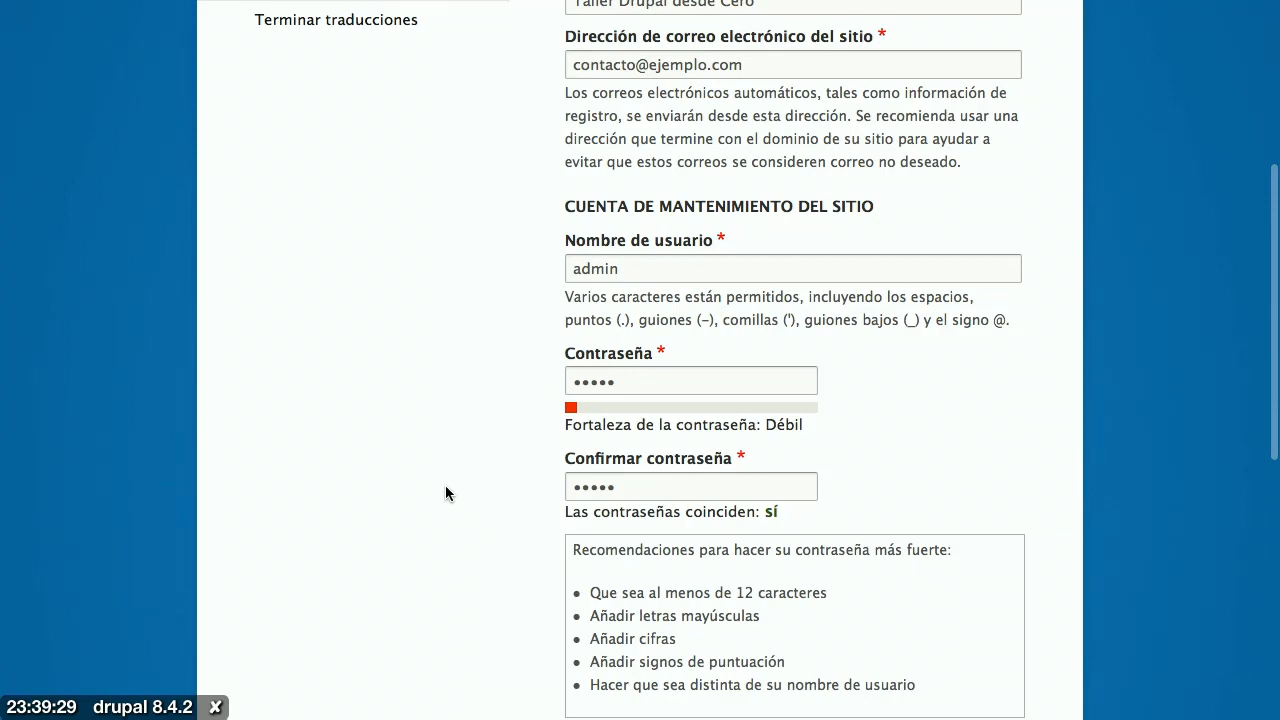 Terminar traducciones
Taller Drupal desde Cero
Dirección de correo electrónico del sitio *
contacto@ejemplo.com
Los correos electrónicos automáticos, tales como información de
registro, se enviarán desde esta dirección. Se recomienda usar una
dirección que termine con el dominio de su sitio para ayudar a
evitar que estos correos se consideren correo no deseado.
CUENTA DE MANTENIMIENTO DEL SITIO
Nombre de usuario *
admin
Varios caracteres están permitidos, incluyendo los espacios,
puntos (.), guiones (-), comillas ('), guiones bajos (_) y el signo @.
Contraseña *
•••••
Fortaleza de la contraseña: Débil
Confirmar contraseña *
•••••
Las contraseñas coinciden: sí
Recomendaciones para hacer su contraseña más fuerte:
• Que sea al menos de 12 caracteres
• Añadir letras mayúsculas
• Añadir cifras
• Añadir signos de puntuación
• Hacer que sea distinta de su nombre de usuario
23:39:29 drupal 8.4.2 ✘